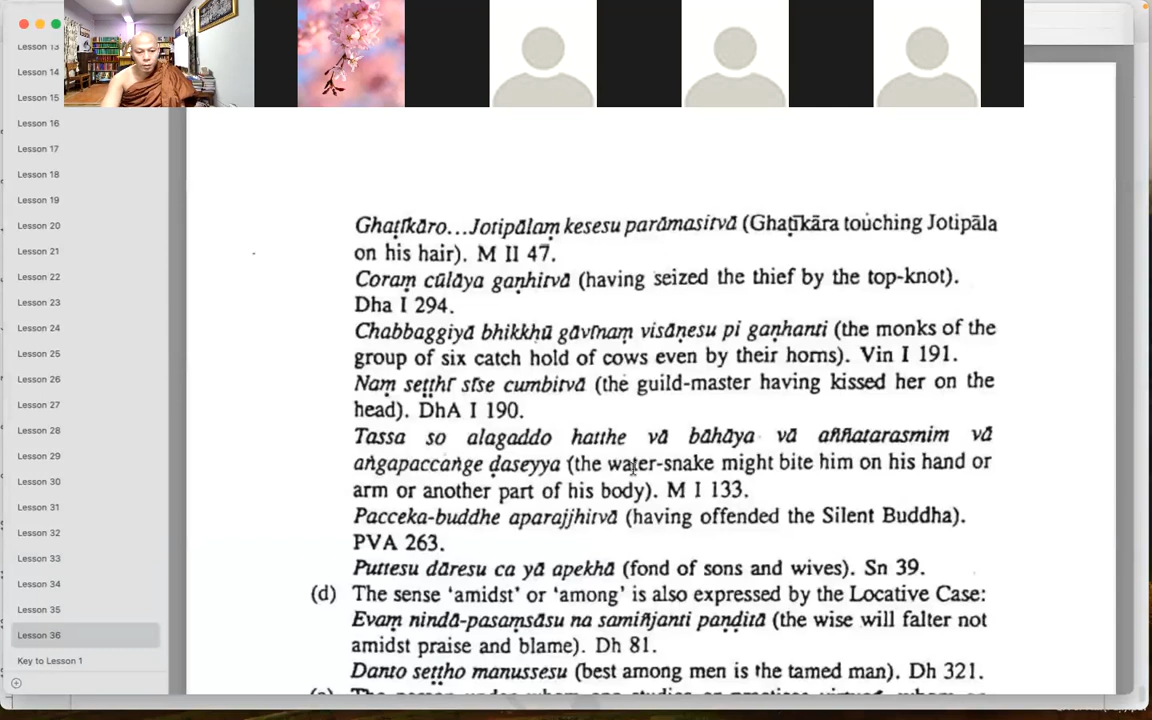 Lesson 13
Lesson 14
Lesson 15
Lesson 16
Lesson 17
Lesson 18
Lesson 19
Lesson 20
Lesson 21
Lesson 22
Lesson 23
Lesson 24
Lesson 25
Lesson 26
Lesson 27
Lesson 28
Lesson 29
Lesson 30
Lesson 31
Lesson 32
Lesson 33
Lesson 34
Lesson 35
Lesson 36
Key to Lesson 1
Ghaṭīkāro...Jotipālaṃ kesesu parāmasitvā (Ghaṭīkāra touching Jotipāla
on his hair). M II 47.
Coraṃ cūḷāya gaṇhitvā (having seized the thief by the top-knot).
Dha I 294.
Chabbaggiyā bhikkhū gāvīnaṃ visāṇesu pi gaṇhanti (the monks of the
group of six catch hold of cows even by their horns). Vin I 191.
Naṃ seṭṭhī sīse cumbitvā (the guild-master having kissed her on the
head). DhA I 190.
Tassa so alagaddo hatthe vā bāhāya vā aññatarasmim vā
aṅgapaccaṅge ḍaseyya (the water-snake might bite him on his hand or
arm or another part of his body). M I 133.
Pacceka-buddhe aparajjhitvā (having offended the Silent Buddha).
PVA 263.
Puttesu dāresu ca yā apekhā (fond of sons and wives). Sn 39.
(d) The sense ‘amidst’ or ‘among’ is also expressed by the Locative Case:
Evaṃ nindā-pasaṃsāsu na samiñjanti paṇḍitā (the wise will falter not
amidst praise and blame). Dh 81.
Danto seṭṭho manussesu (best among men is the tamed man). Dh 321.